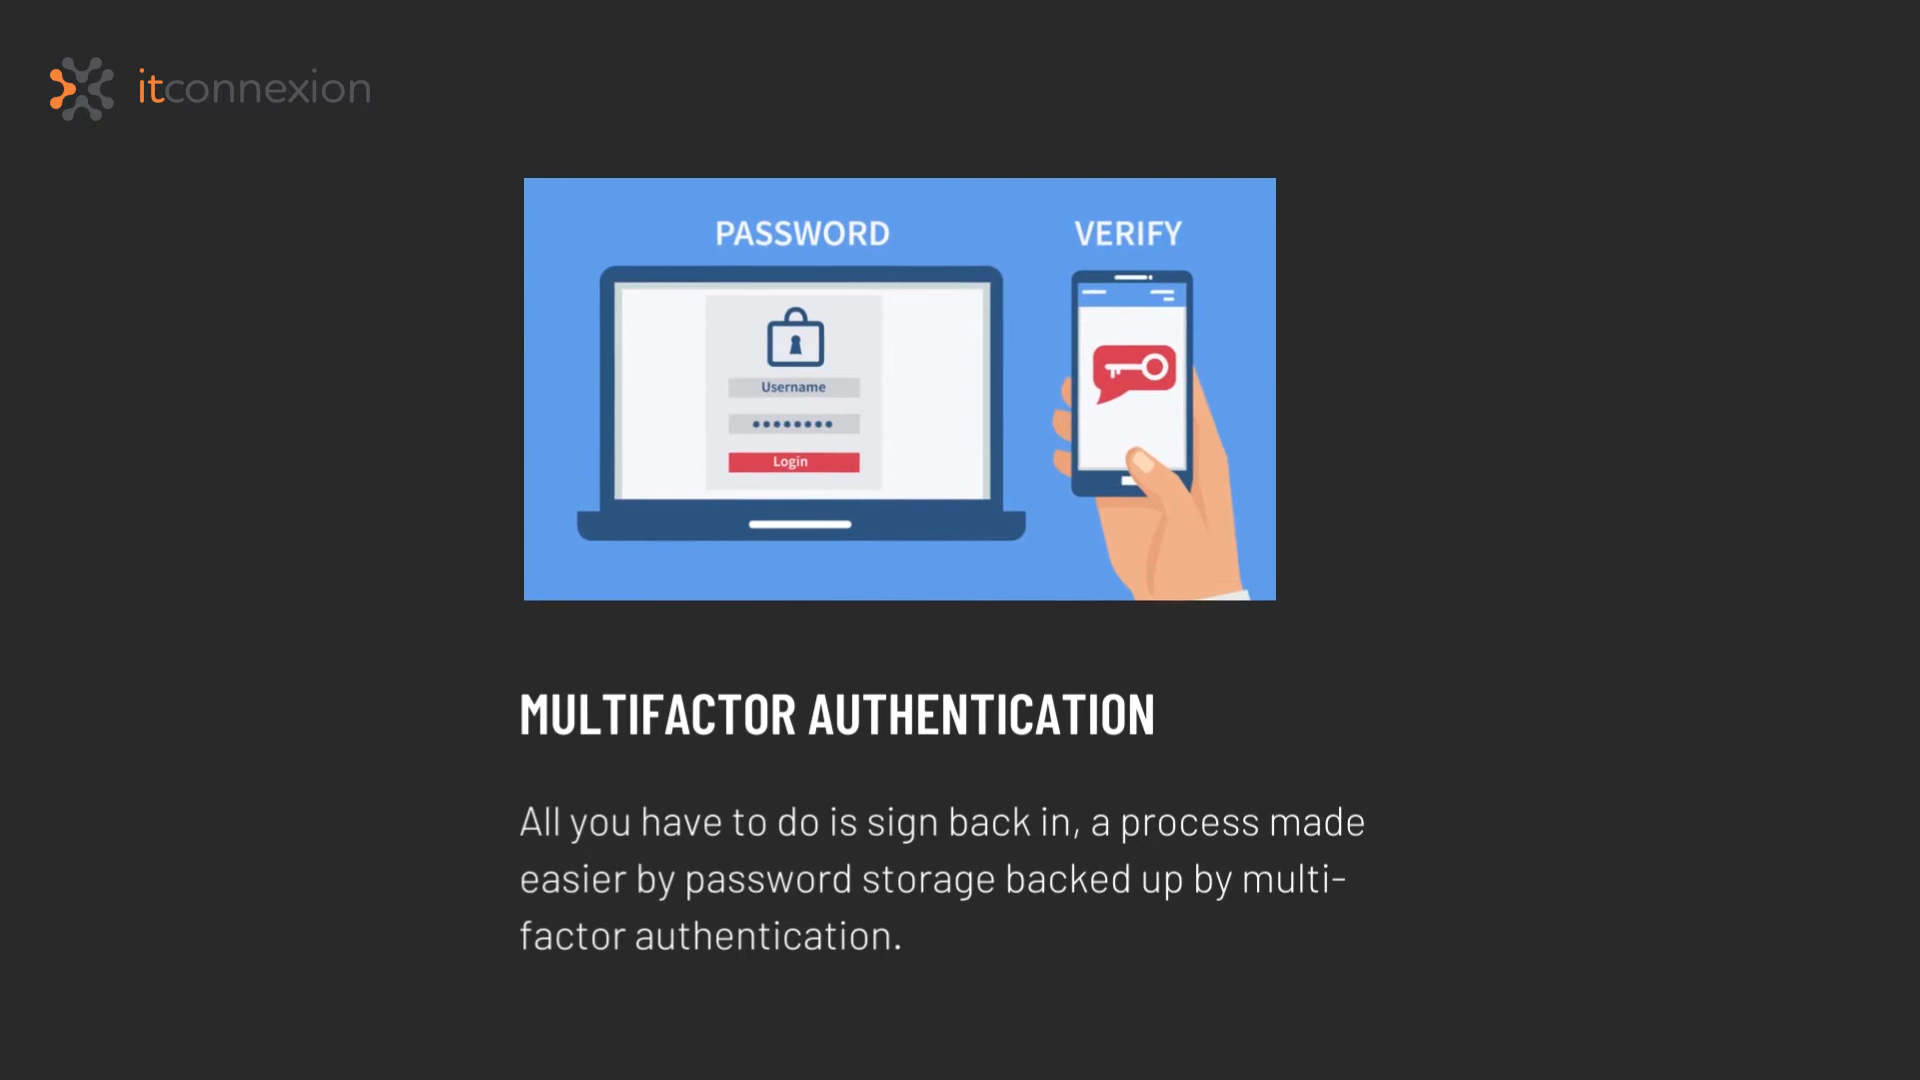 itconnexion
PASSWORD
VERIFY
Username
Login
MULTIFACTOR AUTHENTICATION
All you have to do is sign back in, a process made
easier by password storage backed up by multi-
factor authentication.